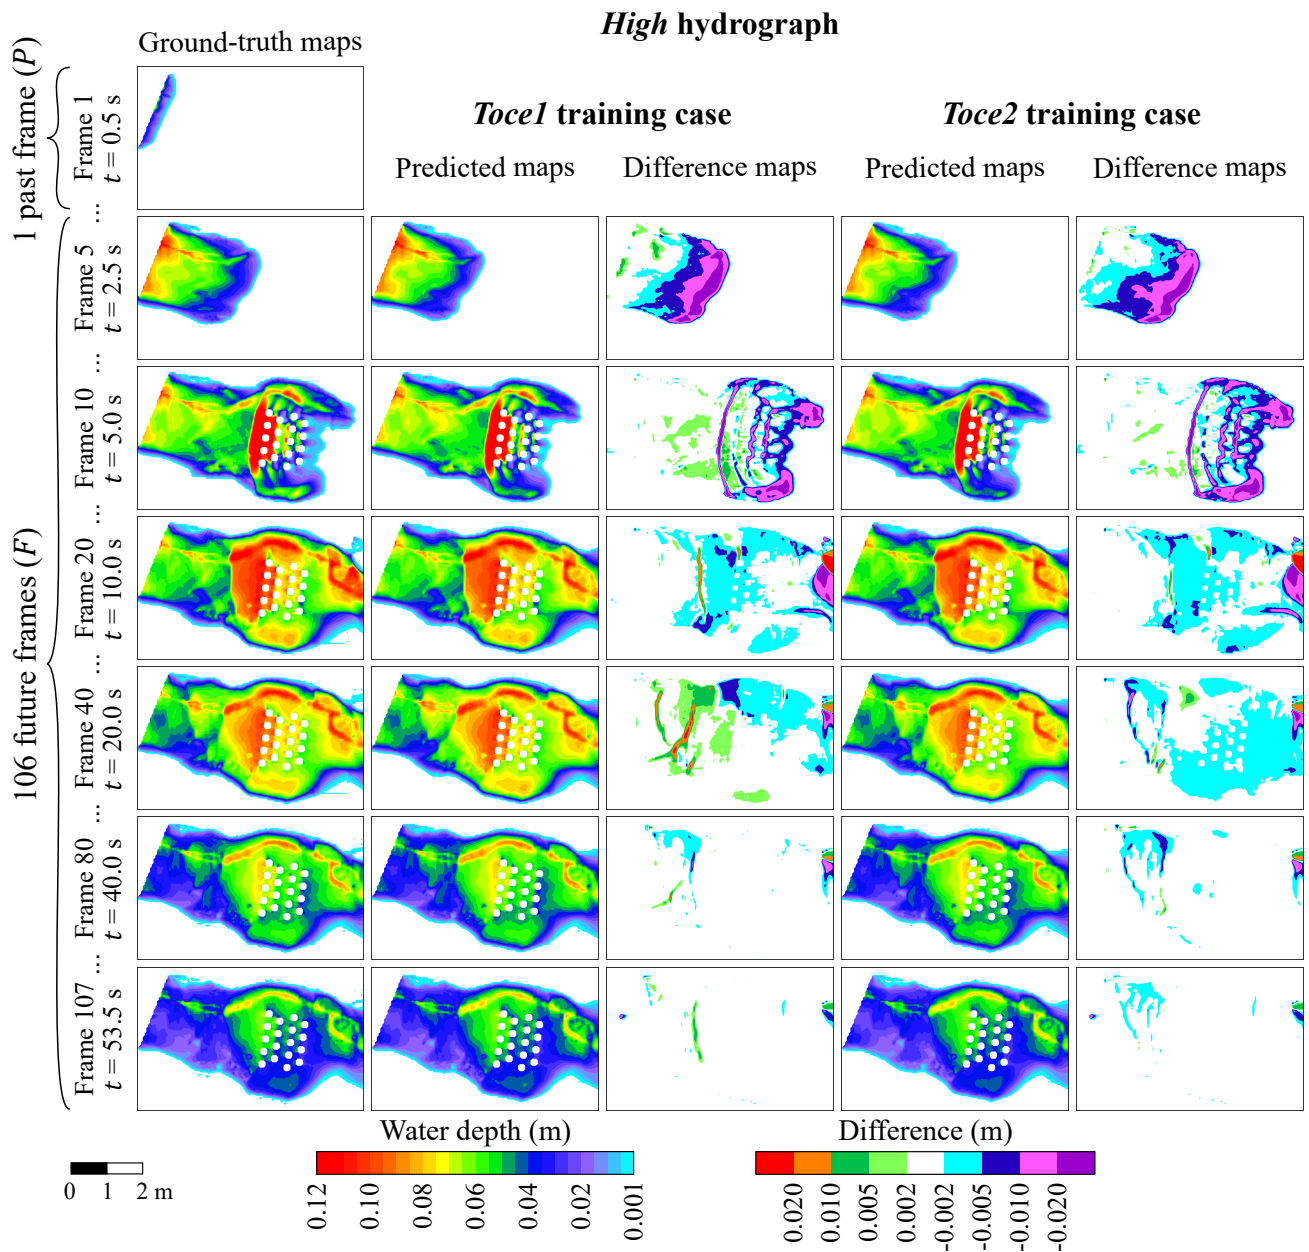 High hydrograph
Ground-truth maps
Toce1 training case
Toce2 training case
Predicted maps
Difference maps
Predicted maps
Difference maps
1 past frame (P)
Frame 1
t = 0.5 s
...
106 future frames (F)
Frame 5
t = 2.5 s
...
Frame 10
t = 5.0 s
...
Frame 20
t = 10.0 s
...
Frame 40
t = 20.0 s
...
Frame 80
t = 40.0 s
...
Frame 107
t = 53.5 s
0 1 2 m
Water depth (m)
0.12 0.10 0.08 0.06 0.04 0.02 0.001
Difference (m)
0.020 0.010 0.005 0.002 -0.002 -0.005 -0.010 -0.020